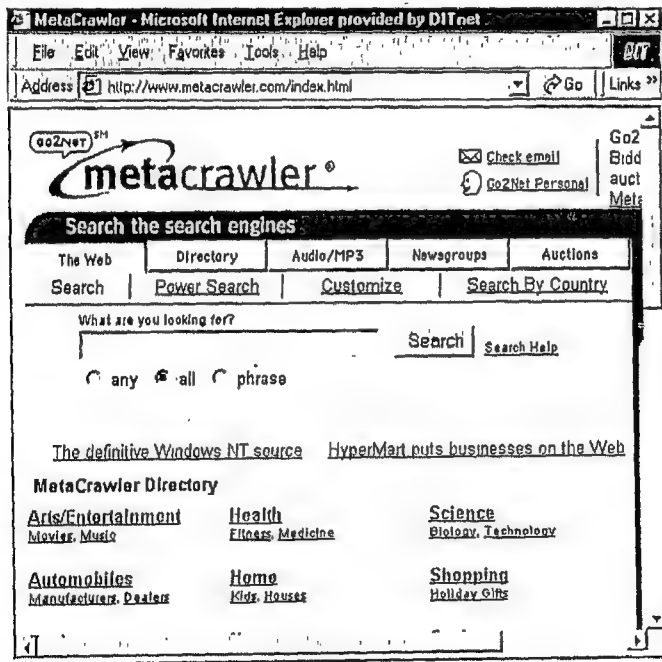 MetaCrawler - Microsoft Internet Explorer provided by DITnet
File Edit View Favorites Tools Help
DIT
Address http://www.metacrawler.com/index.html Go Links »
Go2Net SM
metacrawler ®
Check email
Go2Net Personal
Go2
Bidd
auct
Meta
Search the search engines
The Web Directory Audio/MP3 Newsgroups Auctions
Search Power Search Customize Search By Country
What are you looking for?
Search Search Help
any all phrase
The definitive Windows NT source HyperMart puts businesses on the Web
MetaCrawler Directory
Arts/Entertainment Health Science
Movies, Music Fitness, Medicine Biology, Technology
Automobiles Home Shopping
Manufacturers, Dealers Kids, Houses Holiday Gifts